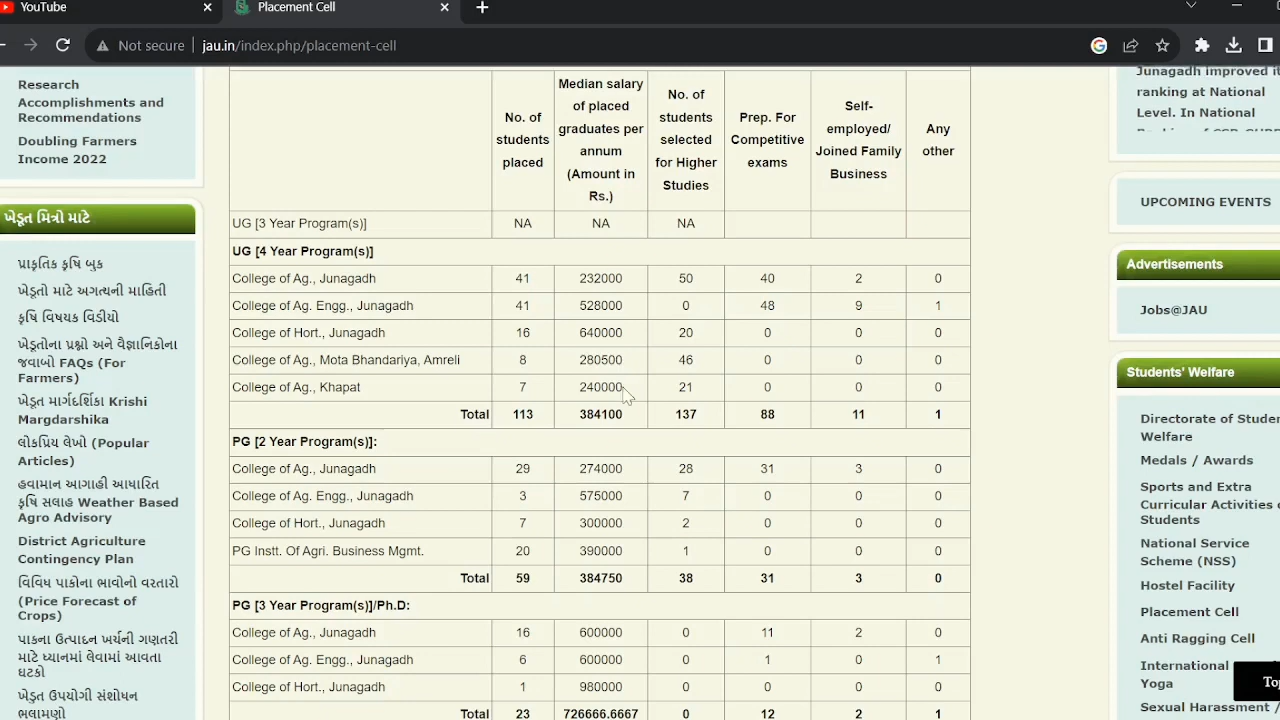 YouTube
Placement Cell
Not secure
jau.in/index.php/placement-cell
Research
Accomplishments and
Recommendations
Doubling Farmers
Income 2022
ખેડૂત મિત્રો માટે
પ્રાકૃતિક કૃષિ બુક
ખેડૂતો માટે અગત્યની માહિતી
કૃષિ વિષયક વિડીયો
ખેડૂતોના પ્રશ્નો અને વૈજ્ઞાનિકોના
જવાબો FAQs (For
Farmers)
ખેડૂત માર્ગદર્શિકા Krishi
Margdarshika
લોકપ્રિય લેખો (Popular
Articles)
હવામાન આગાહી આધારિત
કૃષિ સલાહ Weather Based
Agro Advisory
District Agriculture
Contingency Plan
વિવિધ પાકોના ભાવોનો વરતારો
(Price Forecast of
Crops)
પાકના ઉત્પાદન ખર્ચની ગણતરી
માટે ધ્યાનમાં લેવામાં આવતા
ઘટકો
ખેડૂત ઉપયોગી સંશોધન
ભલામણો
No. of students placed
Median salary of placed graduates per annum (Amount in Rs.)
No. of students selected for Higher Studies
Prep. For Competitive exams
Self-employed/ Joined Family Business
Any other
UG [3 Year Program(s)] NA NA NA
UG [4 Year Program(s)]
College of Ag., Junagadh 41 232000 50 40 2 0
College of Ag. Engg., Junagadh 41 528000 0 48 9 1
College of Hort., Junagadh 16 640000 20 0 0 0
College of Ag., Mota Bhandariya, Amreli 8 280500 46 0 0 0
College of Ag., Khapat 7 240000 21 0 0 0
Total 113 384100 137 88 11 1
PG [2 Year Program(s)]:
College of Ag., Junagadh 29 274000 28 31 3 0
College of Ag. Engg., Junagadh 3 575000 7 0 0 0
College of Hort., Junagadh 7 300000 2 0 0 0
PG Instt. Of Agri. Business Mgmt. 20 390000 1 0 0 0
Total 59 384750 38 31 3 0
PG [3 Year Program(s)]/Ph.D:
College of Ag., Junagadh 16 600000 0 11 2 0
College of Ag. Engg., Junagadh 6 600000 0 1 0 1
College of Hort., Junagadh 1 980000 0 0 0 0
Total 23 726666.6667 0 12 2 1
Junagadh improved it
ranking at National
Level. In National
UPCOMING EVENTS
Advertisements
Jobs@JAU
Students' Welfare
Directorate of Studen
Welfare
Medals / Awards
Sports and Extra
Curricular Activities o
Students
National Service
Scheme (NSS)
Hostel Facility
Placement Cell
Anti Ragging Cell
International
Yoga
Sexual Harassment /
Top